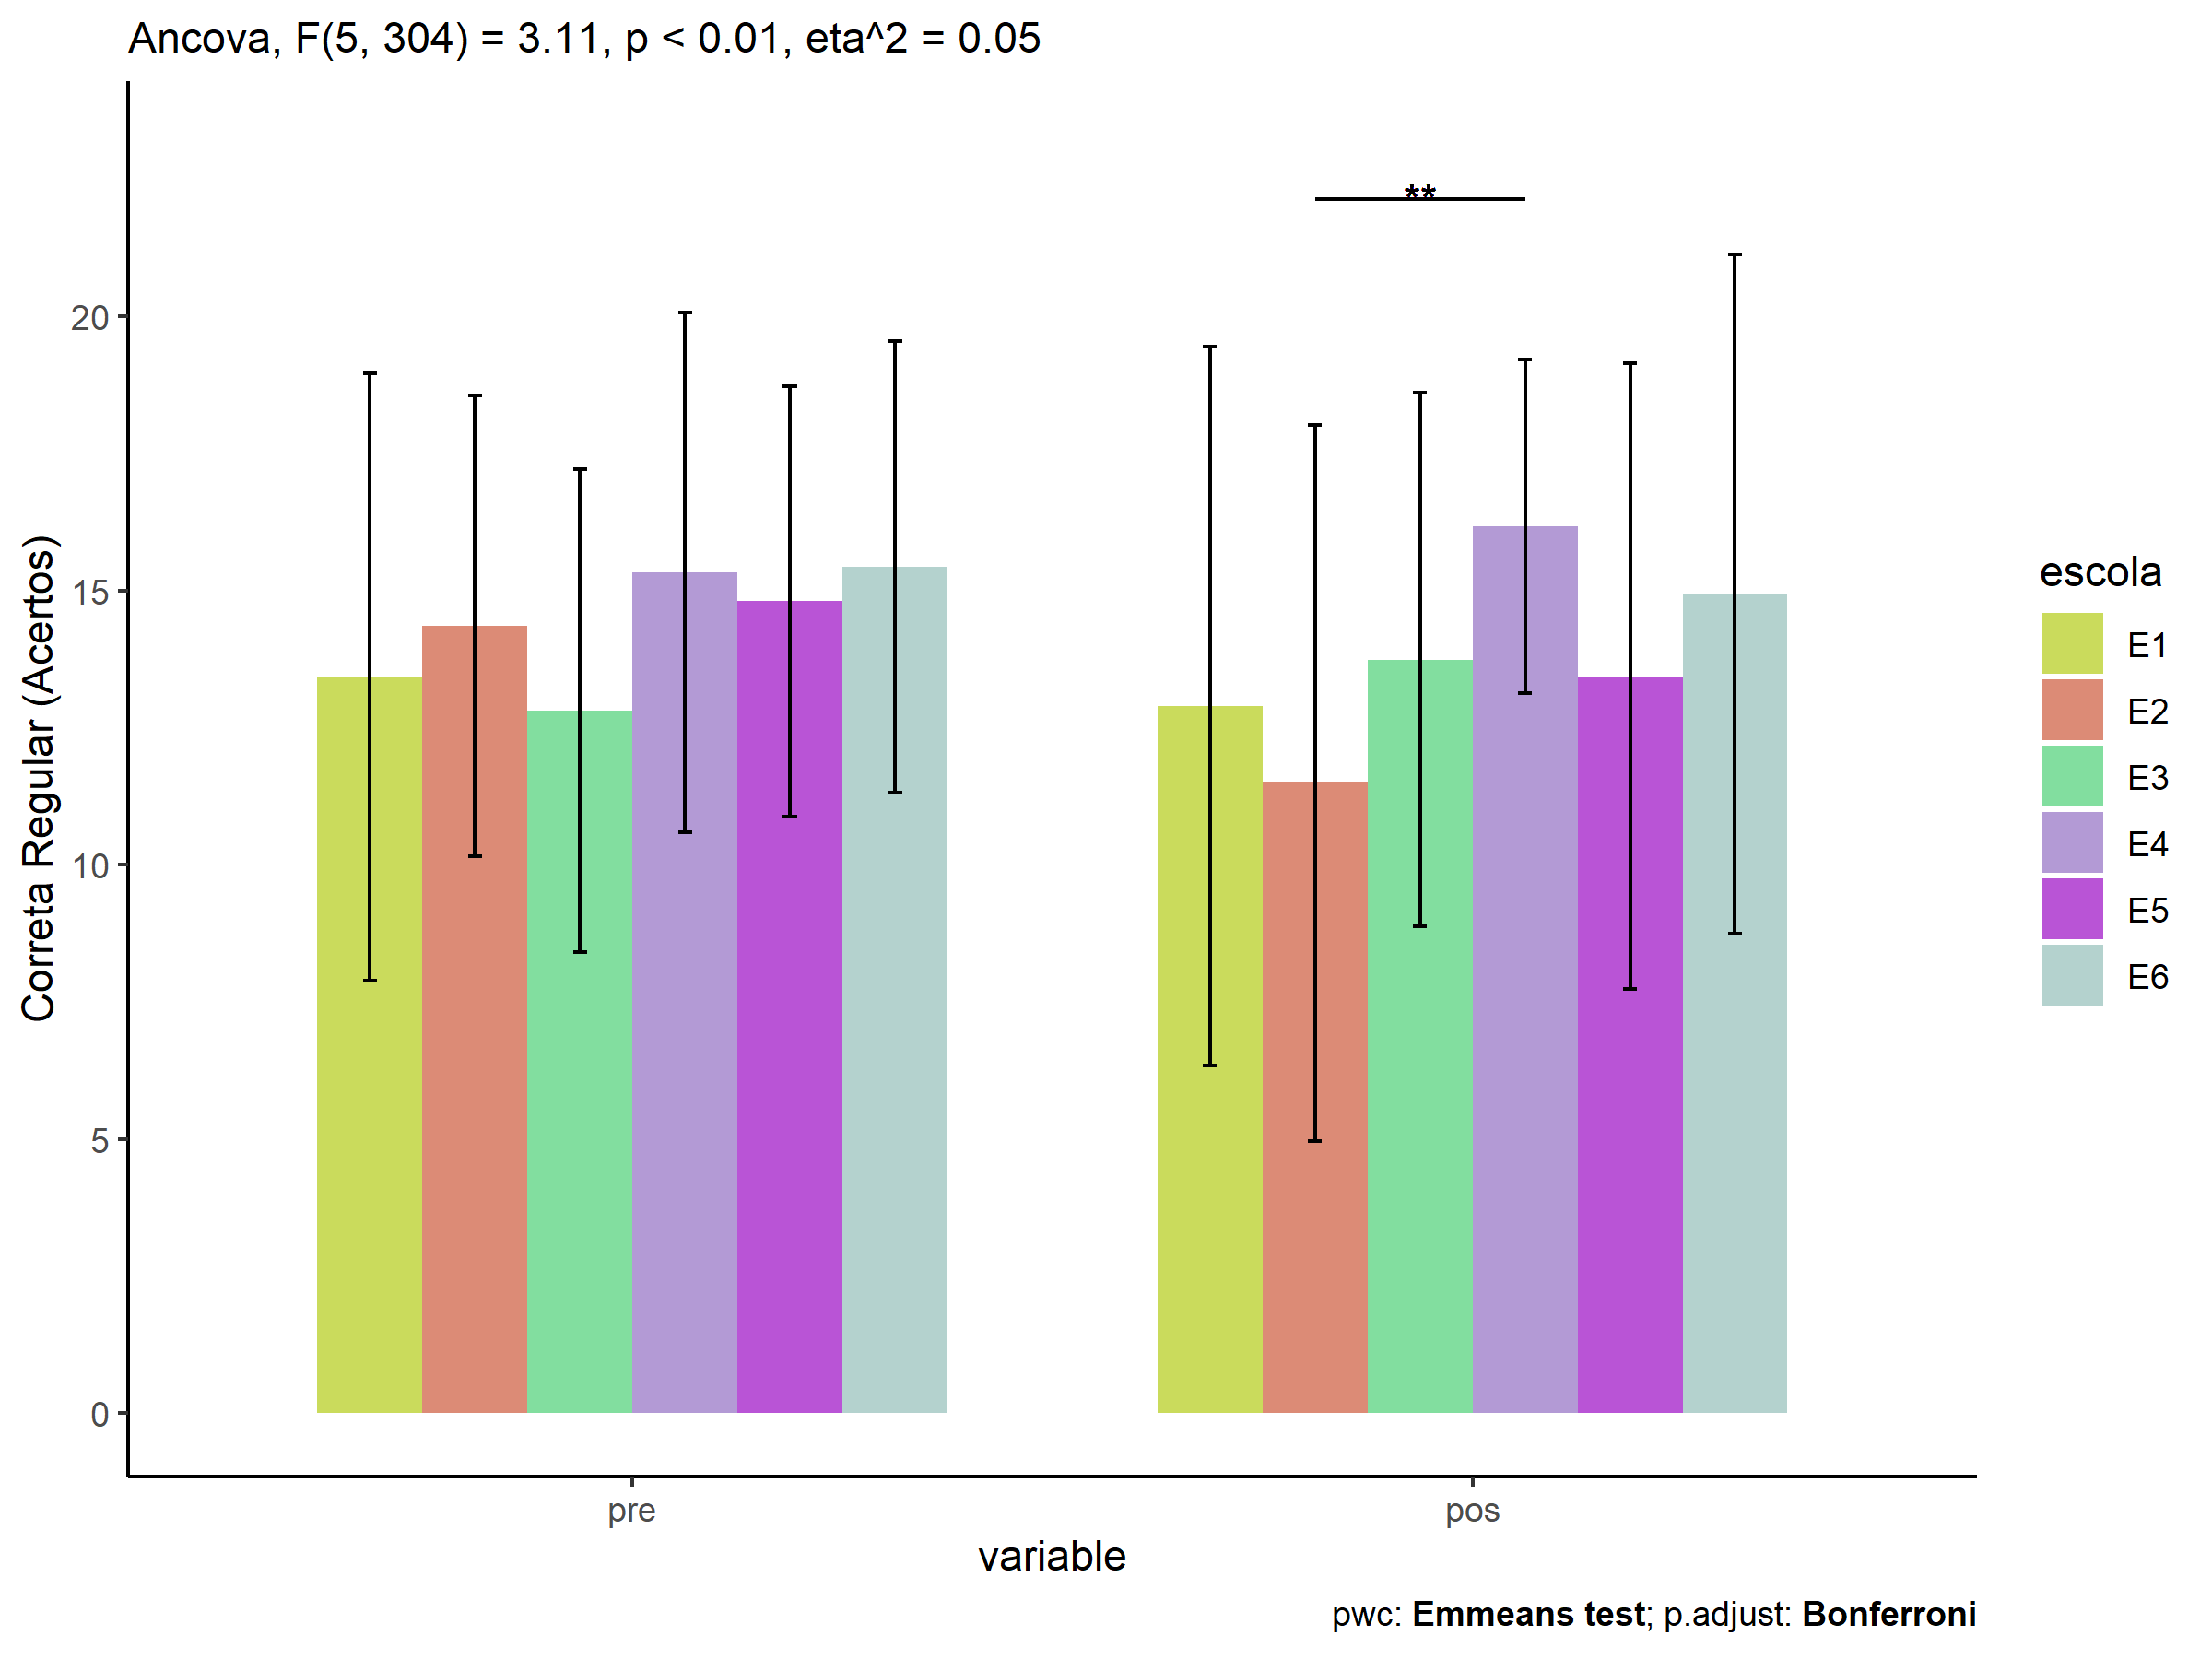 Ancova, F(5, 304) = 3.11, p < 0.01, eta^2 = 0.05
Correta Regular (Acertos)
20
15
10
5
0
**
pre
pos
variable
escola
E1
E2
E3
E4
E5
E6
pwc: Emmeans test; p.adjust: Bonferroni